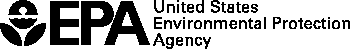 EPA United States
Environmental Protection
Agency